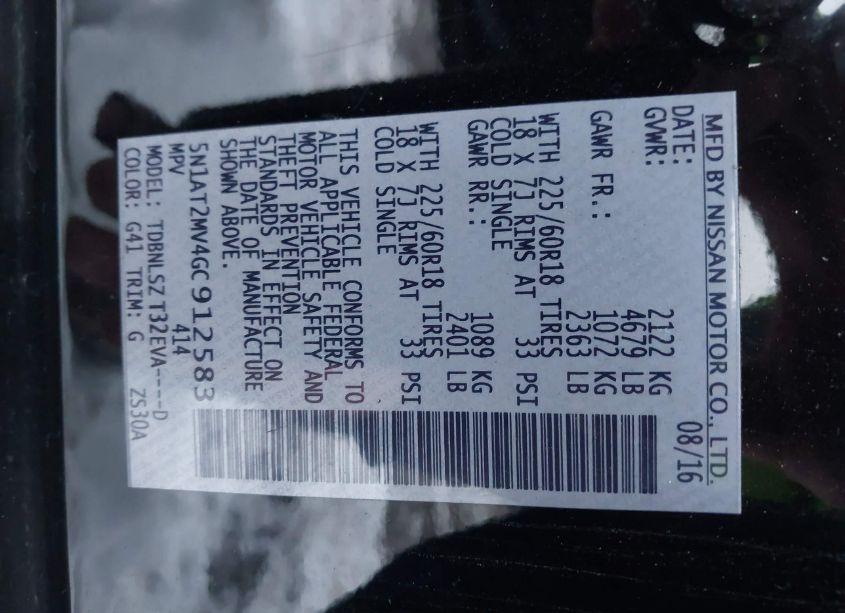 MFD BY NISSAN MOTOR CO., LTD.
DATE: 08/16
GVWR: 2122 KG
4679 LB
GAWR FR.: 1072 KG
2363 LB
WITH 225/60R18 TIRES
18 X 7J RIMS AT 33 PSI
COLD SINGLE
GAWR RR.: 1089 KG
2401 LB
WITH 225/60R18 TIRES
18 X 7J RIMS AT 33 PSI
COLD SINGLE
THIS VEHICLE CONFORMS TO
ALL APPLICABLE FEDERAL
MOTOR VEHICLE SAFETY AND
THEFT PREVENTION
STANDARDS IN EFFECT ON
THE DATE OF MANUFACTURE
SHOWN ABOVE.
5N1AT2MV4GC912583
MPV 414
MODEL: TDBNLSZ T32EVA----D
COLOR: G41 TRIM: G ZS30A